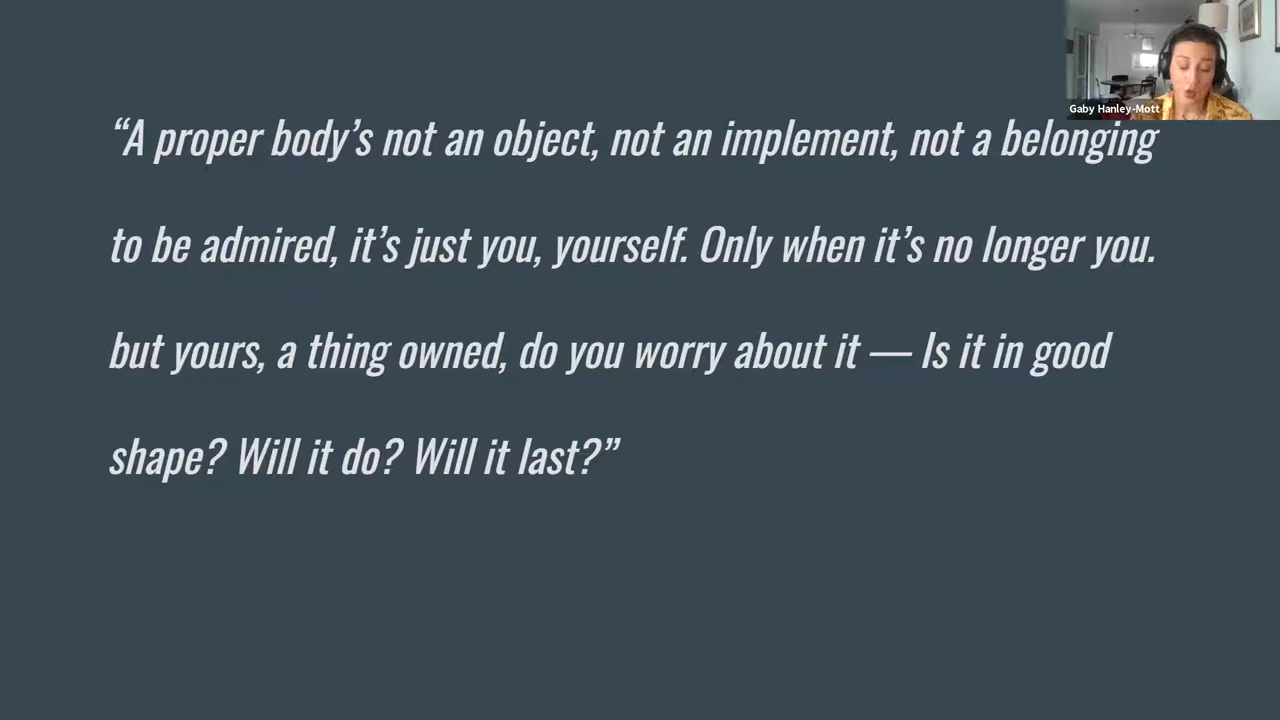 Gaby Hanley-Mott
“A proper body’s not an object, not an implement, not a belonging
to be admired, it’s just you, yourself. Only when it’s no longer you.
but yours, a thing owned, do you worry about it — Is it in good
shape? Will it do? Will it last?”